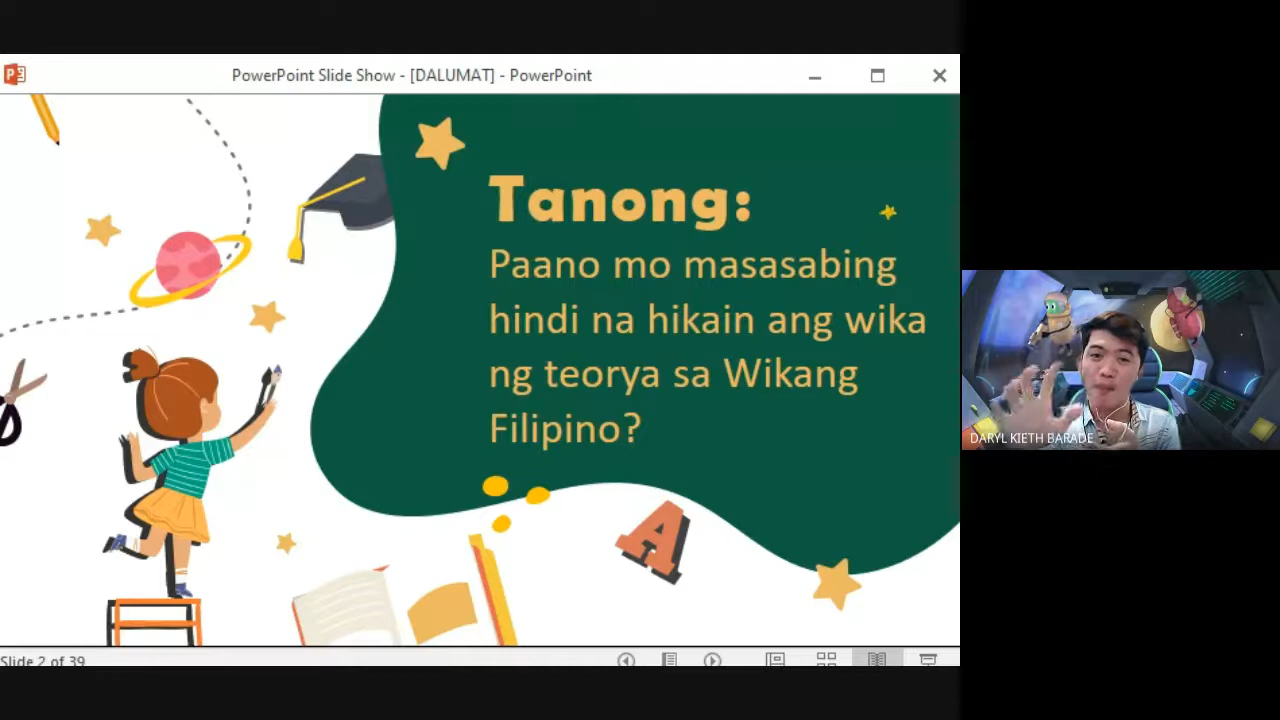 PowerPoint Slide Show - [DALUMAT] - PowerPoint
Tanong:
Paano mo masasabing
hindi na hikain ang wika
ng teorya sa Wikang
Filipino?
A
DARYL KIETH BARADE
Slide 2 of 39